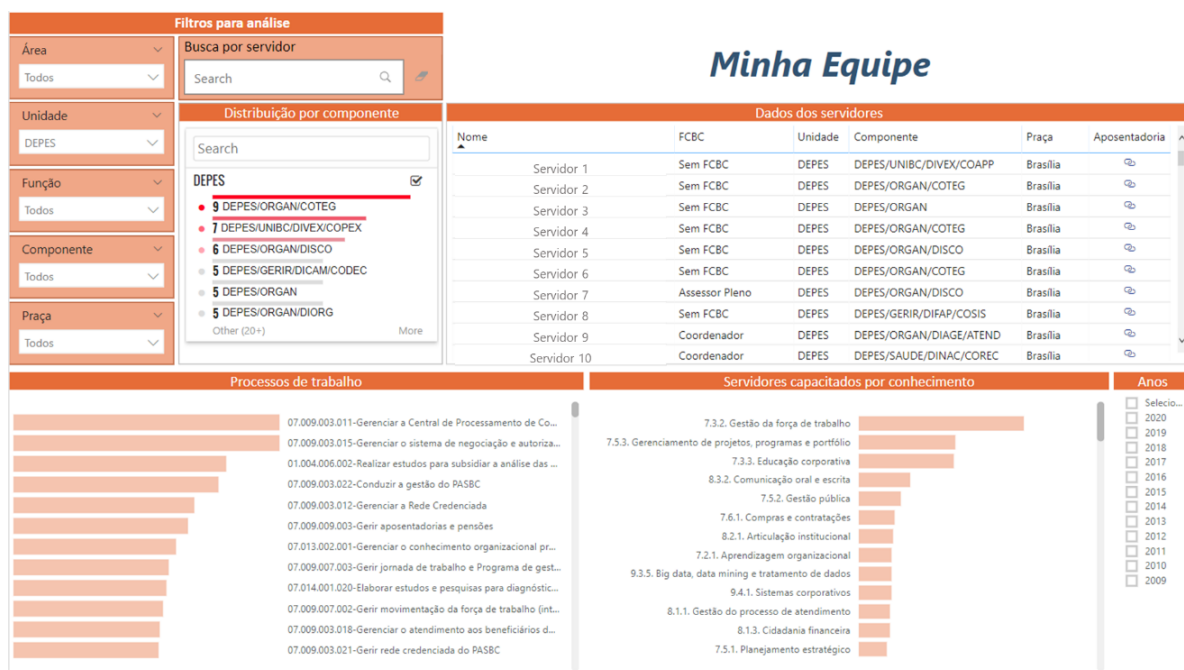 Filtros para análise
Área
Todos
Busca por servidor
Search
Minha Equipe
Unidade
DEPES
Função
Todos
Componente
Todos
Praça
Todos
Distribuição por componente
Search
DEPES
9 DEPES/ORGAN/COTEG
7 DEPES/UNIBC/DIVEX/COPEX
6 DEPES/ORGAN/DISCO
5 DEPES/GERIR/DICAM/CODEC
5 DEPES/ORGAN
5 DEPES/ORGAN/DIORG
Other (20+) More
Dados dos servidores
Nome FCBC Unidade Componente Praça Aposentadoria
Servidor 1 Sem FCBC DEPES DEPES/UNIBC/DIVEX/COAPP Brasília
Servidor 2 Sem FCBC DEPES DEPES/ORGAN/COTEG Brasília
Servidor 3 Sem FCBC DEPES DEPES/ORGAN Brasília
Servidor 4 Sem FCBC DEPES DEPES/ORGAN/COTEG Brasília
Servidor 5 Sem FCBC DEPES DEPES/ORGAN/DISCO Brasília
Servidor 6 Sem FCBC DEPES DEPES/ORGAN/COTEG Brasília
Servidor 7 Assessor Pleno DEPES DEPES/ORGAN/DISCO Brasília
Servidor 8 Sem FCBC DEPES DEPES/GERIR/DIFAP/COSIS Brasília
Servidor 9 Coordenador DEPES DEPES/ORGAN/DIAGE/ATEND Brasília
Servidor 10 Coordenador DEPES DEPES/SAUDE/DINAC/COREC Brasília
Processos de trabalho
07.009.003.011-Gerenciar a Central de Processamento de Co...
07.009.003.015-Gerenciar o sistema de negociação e autoriza...
01.004.006.002-Realizar estudos para subsidiar a análise das ...
07.009.003.022-Conduzir a gestão do PASBC
07.009.003.012-Gerenciar a Rede Credenciada
07.009.009.003-Gerir aposentadorias e pensões
07.013.002.001-Gerenciar o conhecimento organizacional pr...
07.009.007.003-Gerir jornada de trabalho e Programa de gest...
07.014.001.020-Elaborar estudos e pesquisas para diagnóstic...
07.009.007.002-Gerir movimentação da força de trabalho (int...
07.009.003.018-Gerenciar o atendimento aos beneficiários d...
07.009.003.021-Gerir rede credenciada do PASBC
Servidores capacitados por conhecimento
7.3.2. Gestão da força de trabalho
7.5.3. Gerenciamento de projetos, programas e portfólio
7.3.3. Educação corporativa
8.3.2. Comunicação oral e escrita
7.5.2. Gestão pública
7.6.1. Compras e contratações
8.2.1. Articulação institucional
7.2.1. Aprendizagem organizacional
9.3.5. Big data, data mining e tratamento de dados
9.4.1. Sistemas corporativos
8.1.1. Gestão do processo de atendimento
8.1.3. Cidadania financeira
7.5.1. Planejamento estratégico
Anos
Selecio...
2020
2019
2018
2017
2016
2015
2014
2013
2012
2011
2010
2009